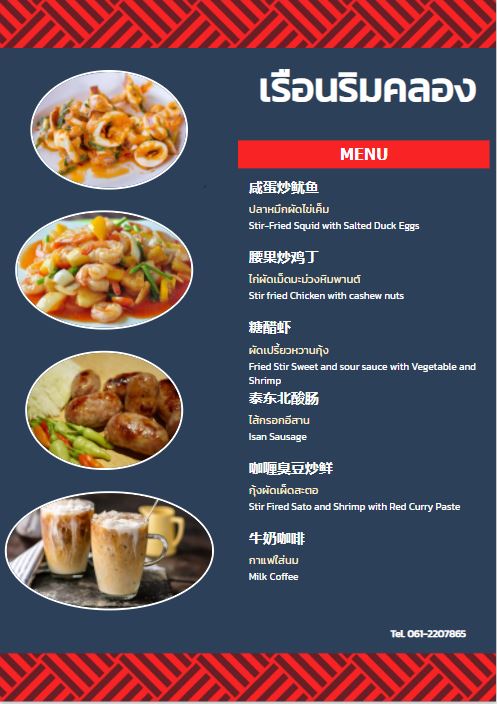 เรือนริมคลอง
MENU
咸蛋炒鱿鱼
ปลาหมึกผัดไข่เค็ม
Stir-Fried Squid with Salted Duck Eggs
腰果炒鸡丁
ไก่ผัดเม็ดมะม่วงหิมพานต์
Stir fried Chicken with cashew nuts
糖醋虾
ผัดเปรี้ยวหวานกุ้ง
Fried Stir Sweet and sour sauce with Vegetable and
Shrimp
泰东北酸肠
ไส้กรอกอีสาน
Isan Sausage
咖喱臭豆炒鲜
กุ้งผัดเผ็ดสะตอ
Stir Fired Sato and Shrimp with Red Curry Paste
牛奶咖啡
กาแฟใส่นม
Milk Coffee
Tel. 061-2207865